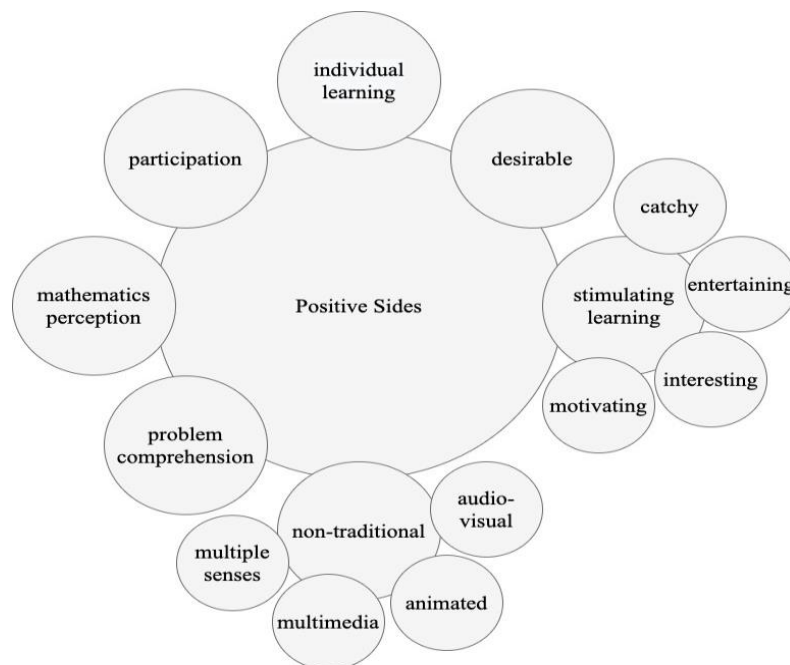 individual
learning
participation
desirable
catchy
mathematics
perception
Positive Sides
stimulating
learning
entertaining
interesting
motivating
problem
comprehension
non-traditional
audio-
visual
multiple
senses
multimedia
animated